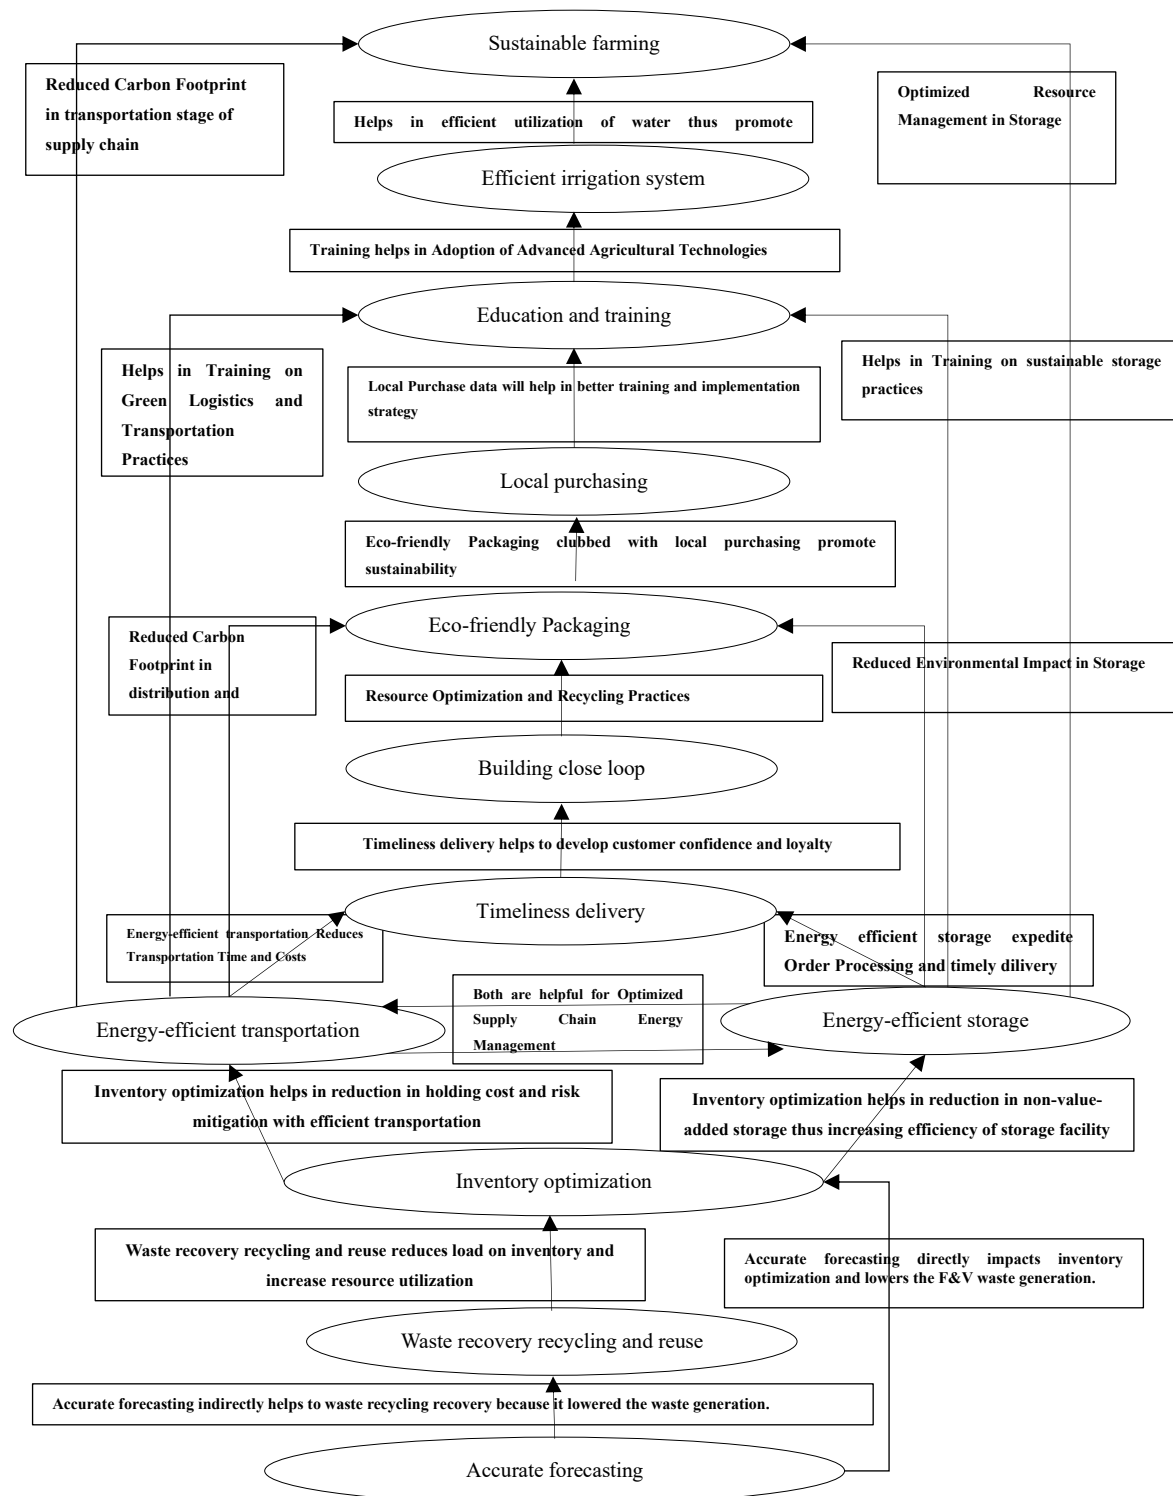 Sustainable farming
Reduced Carbon Footprint
in transportation stage of
supply chain
Optimized Resource
Management in Storage
Helps in efficient utilization of water thus promote
Efficient irrigation system
Training helps in Adoption of Advanced Agricultural Technologies
Education and training
Helps in Training on
Green Logistics and
Transportation
Practices
Local Purchase data will help in better training and implementation
strategy
Helps in Training on sustainable storage
practices
Local purchasing
Eco-friendly Packaging clubbed with local purchasing promote
sustainability
Eco-friendly Packaging
Reduced Carbon
Footprint in
distribution and
Reduced Environmental Impact in Storage
Resource Optimization and Recycling Practices
Building close loop
Timeliness delivery helps to develop customer confidence and loyalty
Timeliness delivery
Energy-efficient transportation Reduces
Transportation Time and Costs
Energy efficient storage expedite
Order Processing and timely dilivery
Both are helpful for Optimized
Supply Chain Energy
Management
Energy-efficient transportation
Energy-efficient storage
Inventory optimization helps in reduction in holding cost and risk
mitigation with efficient transportation
Inventory optimization helps in reduction in non-value-
added storage thus increasing efficiency of storage facility
Inventory optimization
Waste recovery recycling and reuse reduces load on inventory and
increase resource utilization
Accurate forecasting directly impacts inventory
optimization and lowers the F&V waste generation.
Waste recovery recycling and reuse
Accurate forecasting indirectly helps to waste recycling recovery because it lowered the waste generation.
Accurate forecasting